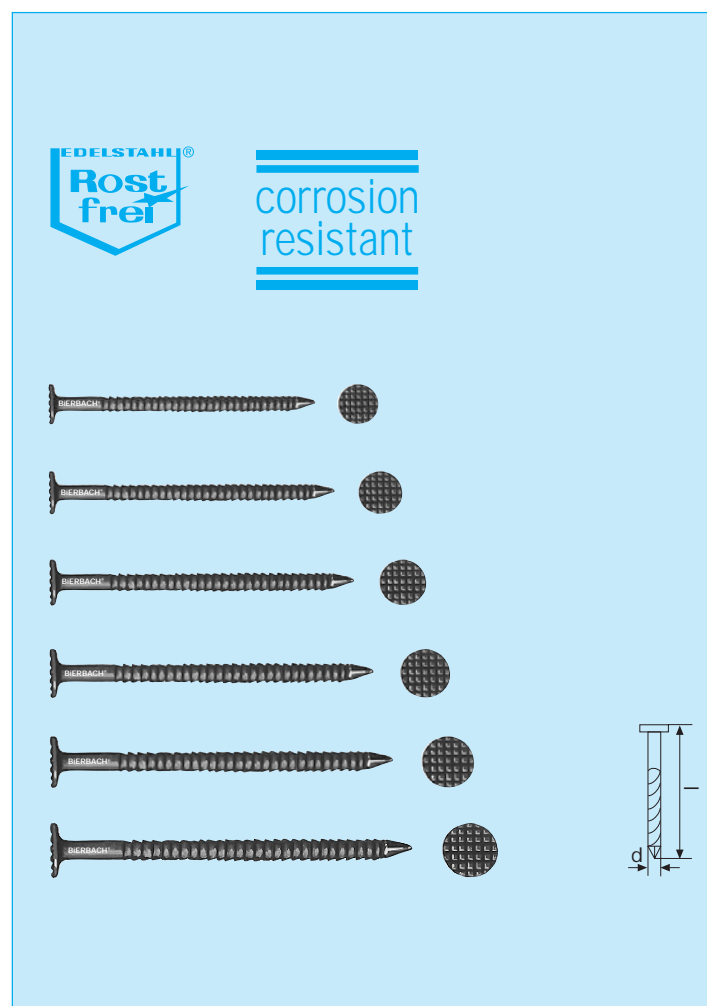 EDELSTAHL®
Rost
frei
corrosion
resistant
BiERBACH®
BiERBACH®
BiERBACH®
BiERBACH®
BiERBACH®
BiERBACH®
l
d